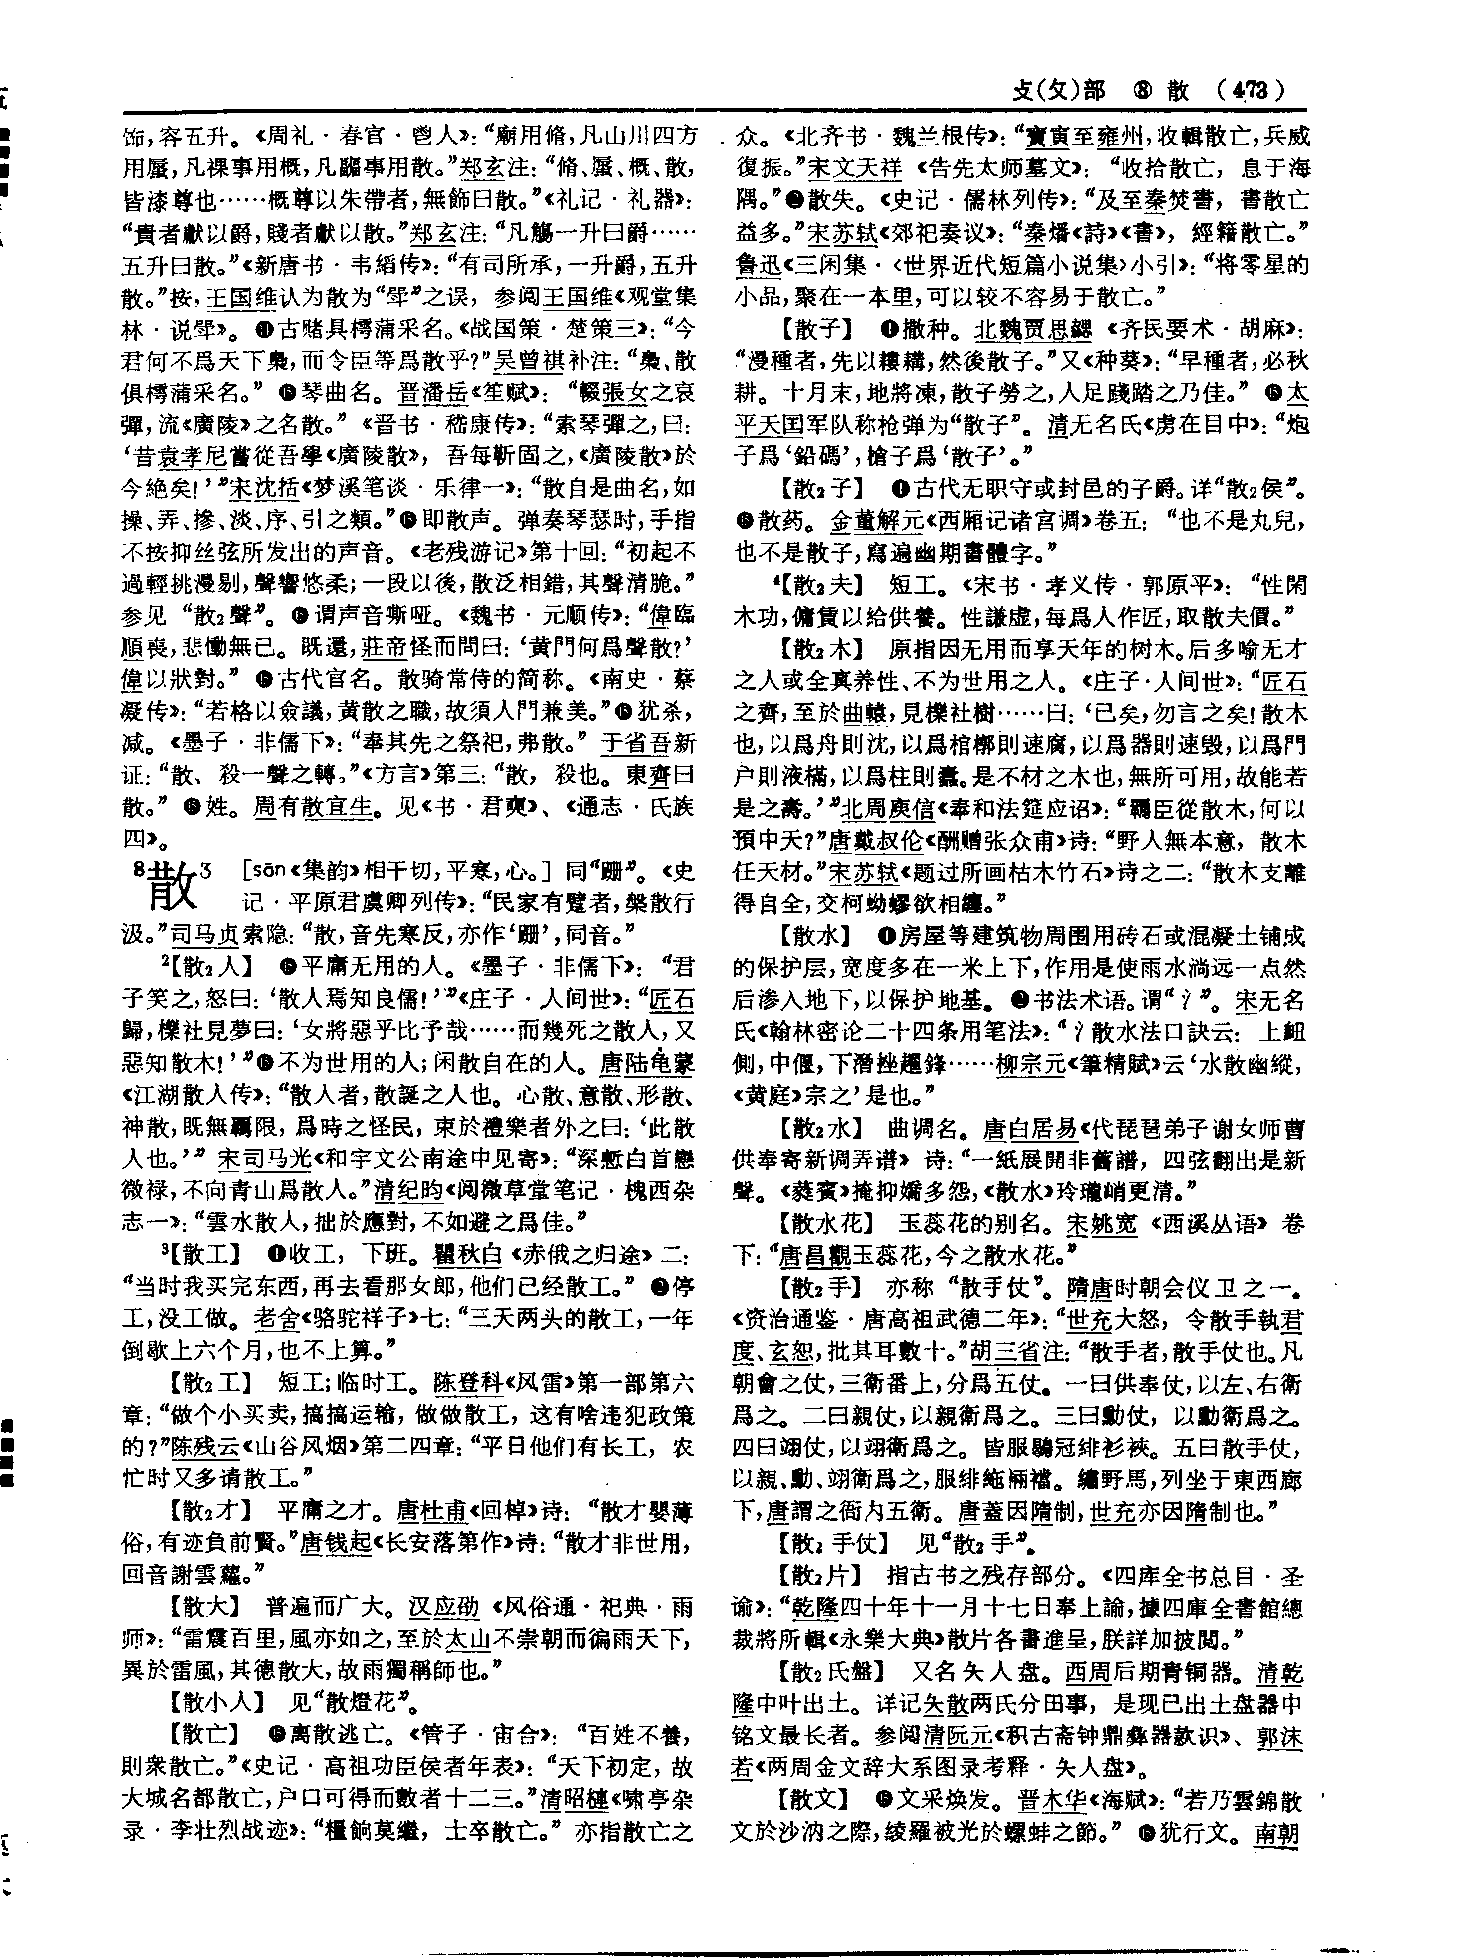 攴(攵)部 ⑧ 散 (473)
饰,容五升。《周礼·春官·鬯人》:“廟用脩,凡山川四方
用蜃,凡祼事用概,凡疈事用散。”郑玄注:“脩、蜃、概、散,
皆漆尊也……概尊以朱帶者,無飾曰散。”《礼记·礼器》:
“貴者獻以爵,賤者獻以散。”郑玄注:“凡觴一升曰爵……
五升曰散。”《新唐书·韦縚传》:“有司所承,一升爵,五升
散。”按,王国维认为散为“斝”之误,参阅王国维《观堂集
林·说斝》。⓫古赌具樗蒲采名。《战国策·楚策三》:“今
君何不爲天下梟,而令臣等爲散乎?”吴曾祺补注:“梟、散
俱樗蒲采名。”⓬琴曲名。晋潘岳《笙赋》:“輟張女之哀
彈,流《廣陵》之名散。”《晋书·嵇康传》:“索琴彈之,曰:
‘昔袁孝尼嘗從吾學《廣陵散》,吾每靳固之,《廣陵散》於
今絶矣!’”宋沈括《梦溪笔谈·乐律一》:“散自是曲名,如
操、弄、摻、淡、序、引之類。”⓭即散声。弹奏琴瑟时,手指
不按抑丝弦所发出的声音。《老残游记》第十回:“初起不
過輕挑漫剔,聲響悠柔;一段以後,散泛相錯,其聲清脆。”
参见“散₂聲”。⓮谓声音嘶哑。《魏书·元顺传》:“偉臨
順喪,悲慟無已。既還,莊帝怪而問曰:‘黄門何爲聲散?’
偉以狀對。”⓯古代官名。散骑常侍的简称。《南史·蔡
凝传》:“若格以僉議,黄散之職,故須人門兼美。”⓰犹杀,
减。《墨子·非儒下》:“奉其先之祭祀,弗散。”于省吾新
证:“散、殺一聲之轉。”《方言》第三:“散,殺也。東齊曰
散。”⓱姓。周有散宜生。见《书·君奭》、《通志·氏族
四》。
8散3 [sān《集韵》相干切,平寒,心。]同“跚”。《史
记·平原君虞卿列传》:“民家有躄者,槃散行
汲。”司马贞索隐:“散,音先寒反,亦作‘跚’,同音。”
²【散₂人】 ❶平庸无用的人。《墨子·非儒下》:“君
子笑之,怒曰:‘散人焉知良儒!’”《庄子·人间世》:“匠石
歸,櫟社見夢曰:‘女將惡乎比予哉……而幾死之散人,又
惡知散木!’”❷不为世用的人;闲散自在的人。唐陆龟蒙
《江湖散人传》:“散人者,散誕之人也。心散、意散、形散、
神散,既無羈限,爲時之怪民,束於禮樂者外之曰:‘此散
人也。’”宋司马光《和宇文公南途中见寄》:“深慙白首戀
微禄,不向青山爲散人。”清纪昀《阅微草堂笔记·槐西杂
志一》:“雲水散人,拙於應對,不如避之爲佳。”
³【散工】 ❶收工,下班。瞿秋白《赤俄之归途》二:
“当时我买完东西,再去看那女郎,他们已经散工。”❷停
工,没工做。老舍《骆驼祥子》七:“三天两头的散工,一年
倒歇上六个月,也不上算。”
【散₂工】 短工;临时工。陈登科《风雷》第一部第六
章:“做个小买卖,搞搞运输,做做散工,这有啥违犯政策
的?”陈残云《山谷风烟》第二四章:“平日他们有长工,农
忙时又多请散工。”
【散₂才】 平庸之才。唐杜甫《回棹》诗:“散才嬰薄
俗,有迹負前賢。”唐钱起《长安落第作》诗:“散才非世用,
回音謝雲蘿。”
【散大】 普遍而广大。汉应劭《风俗通·祀典·雨
师》:“雷震百里,風亦如之,至於太山不崇朝而徧雨天下,
異於雷風,其德散大,故雨獨稱師也。”
【散小人】 见“散燈花”。
【散亡】 ❶离散逃亡。《管子·宙合》:“百姓不養,
則衆散亡。”《史记·高祖功臣侯者年表》:“天下初定,故
大城名都散亡,户口可得而數者十二三。”清昭梿《啸亭杂
录·李壮烈战迹》:“糧餉莫繼,士卒散亡。”亦指散亡之
众。《北齐书·魏兰根传》:“寶寅至雍州,收輯散亡,兵威
復振。”宋文天祥《告先太师墓文》:“收拾散亡,息于海
隅。”❷散失。《史记·儒林列传》:“及至秦焚書,書散亡
益多。”宋苏轼《郊祀奏议》:“秦燔《詩》《書》,經籍散亡。”
鲁迅《三闲集·〈世界近代短篇小说集〉小引》:“将零星的
小品,聚在一本里,可以较不容易于散亡。”
【散子】 ❶撒种。北魏贾思勰《齐民要术·胡麻》:
“漫種者,先以耬耩,然後散子。”又《种葵》:“早種者,必秋
耕。十月末,地將凍,散子勞之,人足踐踏之乃佳。”❷太
平天国军队称枪弹为“散子”。清无名氏《虏在目中》:“炮
子爲‘鉛碼’,槍子爲‘散子’。”
【散₂子】 ❶古代无职守或封邑的子爵。详“散₂侯”。
❷散药。金董解元《西厢记诸宫调》卷五:“也不是丸兒,
也不是散子,寫遍幽期書體字。”
⁴【散₂夫】 短工。《宋书·孝义传·郭原平》:“性閑
木功,傭賃以給供養。性謙虚,每爲人作匠,取散夫價。”
【散₂木】 原指因无用而享天年的树木。后多喻无才
之人或全真养性、不为世用之人。《庄子·人间世》:“匠石
之齊,至於曲轅,見櫟社樹……曰:‘已矣,勿言之矣!散木
也,以爲舟則沈,以爲棺槨則速腐,以爲器則速毁,以爲門
户則液樠,以爲柱則蠹。是不材之木也,無所可用,故能若
是之壽。’”北周庾信《奉和法筵应诏》:“羈臣從散木,何以
預中天?”唐戴叔伦《酬赠张众甫》诗:“野人無本意,散木
任天材。”宋苏轼《题过所画枯木竹石》诗之二:“散木支離
得自全,交柯蚴蟉欲相纏。”
【散水】 ❶房屋等建筑物周围用砖石或混凝土铺成
的保护层,宽度多在一米上下,作用是使雨水淌远一点然
后渗入地下,以保护地基。❷书法术语。谓“氵”。宋无名
氏《翰林密论二十四条用笔法》:“氵散水法口訣云:上衄
側,中偃,下潛挫趯鋒……柳宗元《筆精賦》云‘水散幽縱,
《黄庭》宗之’是也。”
【散₂水】 曲调名。唐白居易《代琵琶弟子谢女师曹
供奉寄新调弄谱》诗:“一紙展開非舊譜,四弦翻出是新
聲。《蕤賓》掩抑嬌多怨,《散水》玲瓏峭更清。”
【散水花】 玉蕊花的别名。宋姚宽《西溪丛语》卷
下:“唐昌觀玉蕊花,今之散水花。”
【散₂手】 亦称“散手仗”。隋唐时朝会仪卫之一。
《资治通鉴·唐高祖武德二年》:“世充大怒,令散手執君
度、玄恕,批其耳數十。”胡三省注:“散手者,散手仗也。凡
朝會之仗,三衛番上,分爲五仗。一曰供奉仗,以左、右衛
爲之。二曰親仗,以親衛爲之。三曰勳仗,以勳衛爲之。
四曰翊仗,以翊衛爲之。皆服鶡冠緋衫裌。五曰散手仗,
以親、勳、翊衛爲之,服緋絁裲襠。繡野馬,列坐于東西廊
下,唐謂之衙内五衛。唐蓋因隋制,世充亦因隋制也。”
【散₂手仗】 见“散₂手”。
【散₂片】 指古书之残存部分。《四库全书总目·圣
谕》:“乾隆四十年十一月十七日奉上諭,據四庫全書館總
裁將所輯《永樂大典》散片各書進呈,朕詳加披閲。”
【散₂氏盤】 又名夨人盘。西周后期青铜器。清乾
隆中叶出土。详记夨散两氏分田事,是现已出土盘器中
铭文最长者。参阅清阮元《积古斋钟鼎彝器款识》、郭沫
若《两周金文辞大系图录考释·夨人盘》。
【散文】 ❶文采焕发。晋木华《海赋》:“若乃雲錦散
文於沙汭之際,綾羅被光於螺蚌之節。”❷犹行文。南朝